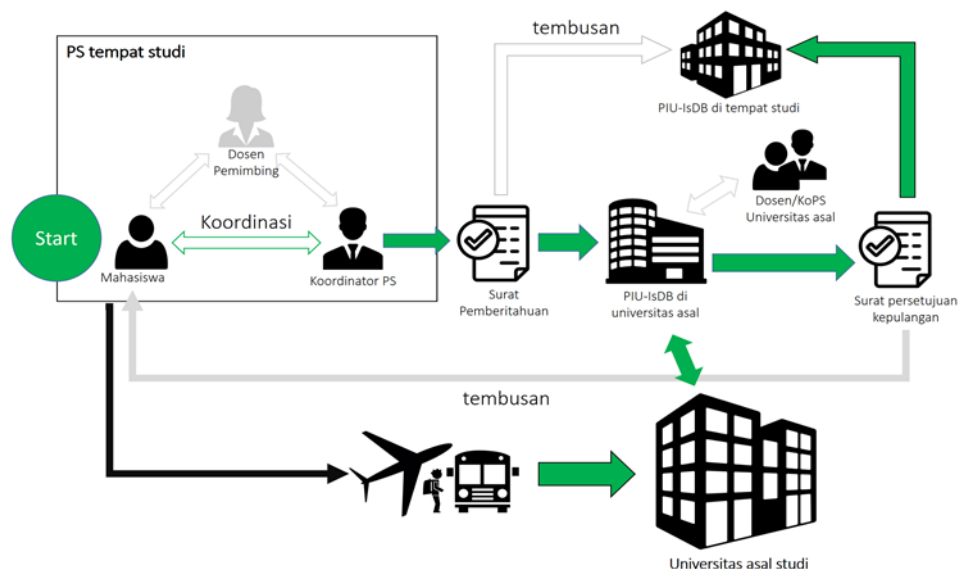 tembusan
PS tempat studi
PIU-IsDB di tempat studi
Dosen
Pemimbing
Dosen/KoPS
Universitas asal
Koordinasi
Start
Mahasiswa
Koordinator PS
Surat
Pemberitahuan
PIU-IsDB di
universitas asal
Surat persetujuan
kepulangan
tembusan
Universitas asal studi